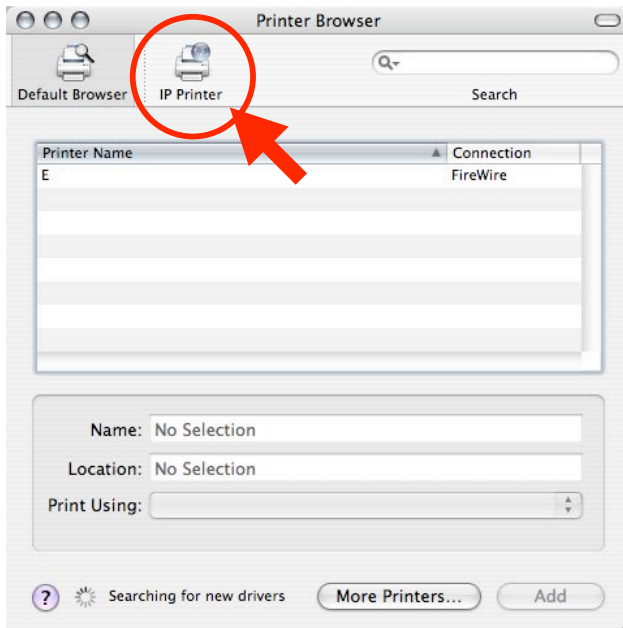 Printer Browser
Default Browser
IP Printer
Search
Printer Name
Connection
E
FireWire
Name: No Selection
Location: No Selection
Print Using:
? Searching for new drivers More Printers... Add